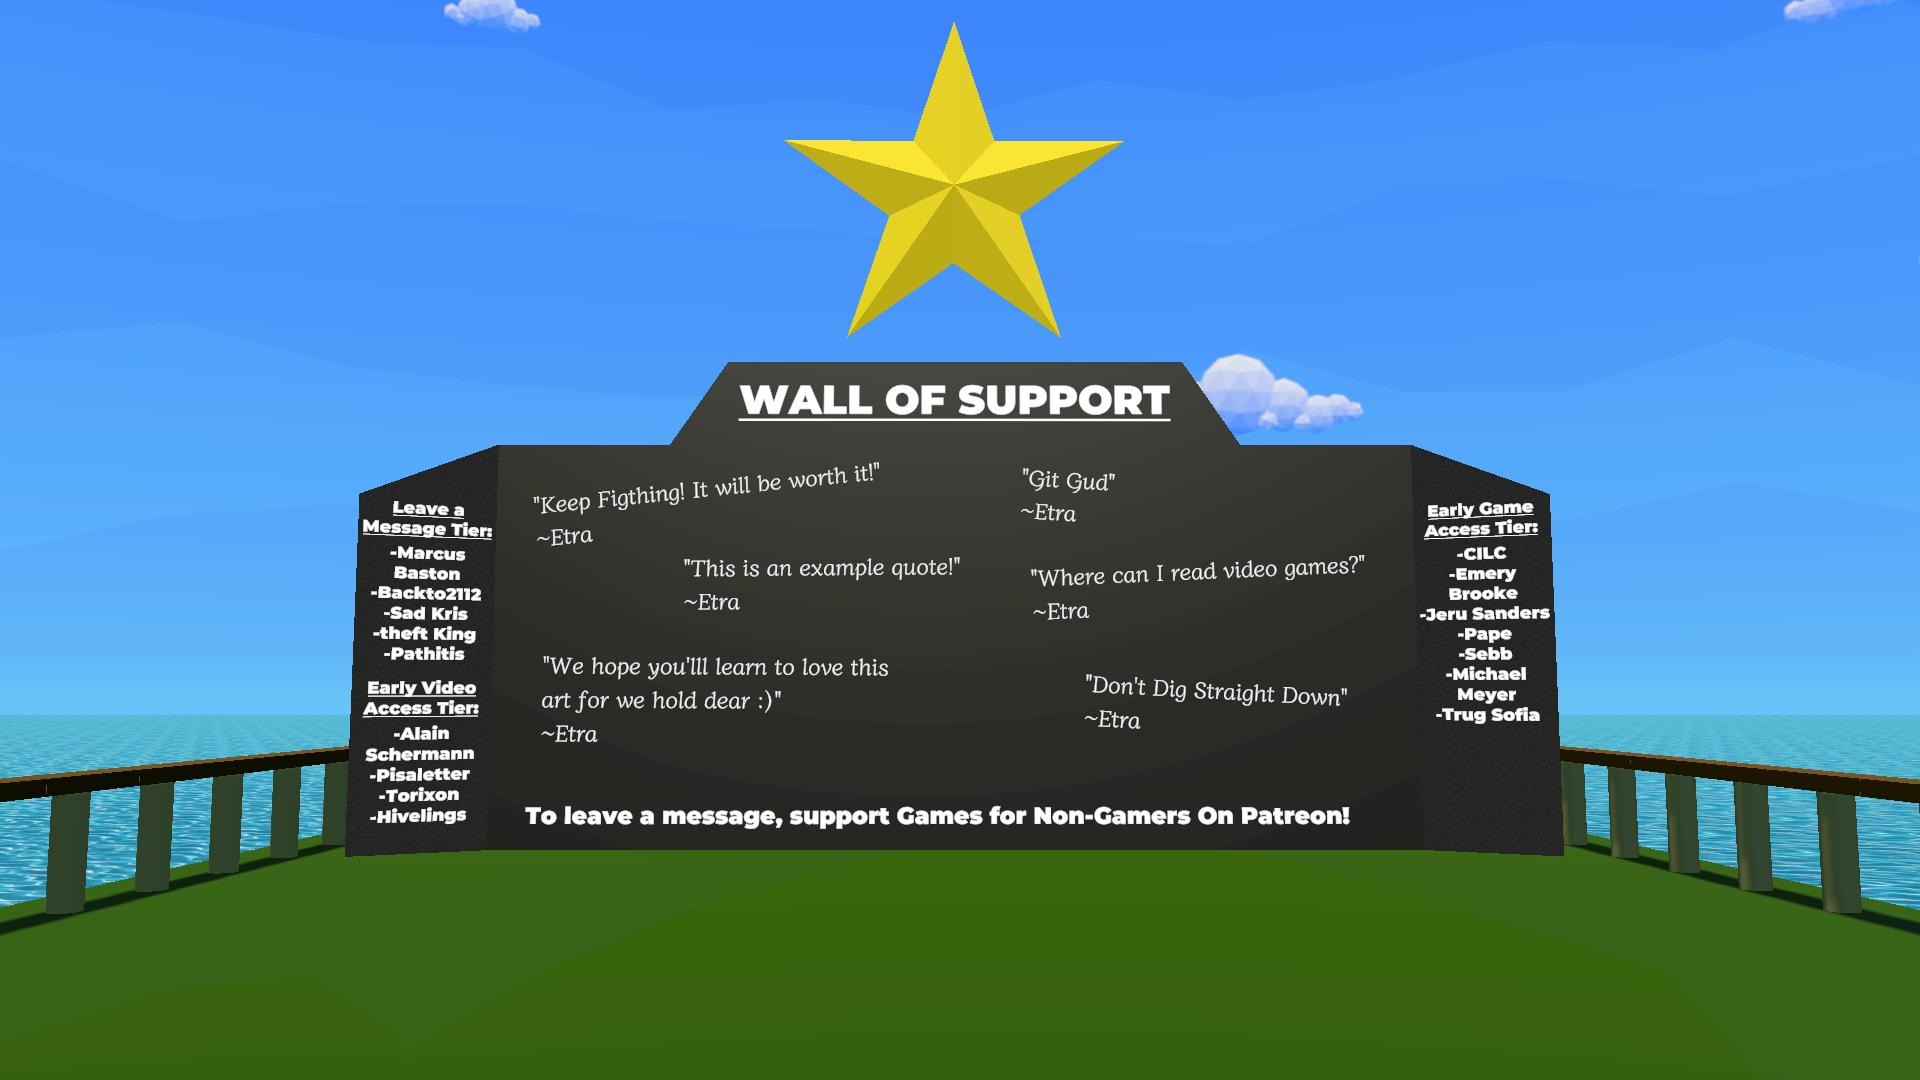 WALL OF SUPPORT
Leave a
Message Tier:
-Marcus
Baston
-Backto2112
-Sad Kris
-theft King
-Pathitis
Early Video
Access Tier:
-Alain
Schermann
-Pisaletter
-Torixon
-Hivelings
"Keep Figthing! It will be worth it!"
~Etra
"Git Gud"
~Etra
"This is an example quote!"
~Etra
"Where can I read video games?"
~Etra
"We hope you'lll learn to love this
art for we hold dear :)"
~Etra
"Don't Dig Straight Down"
~Etra
To leave a message, support Games for Non-Gamers On Patreon!
Early Game
Access Tier:
-CILC
-Emery
Brooke
-Jeru Sanders
-Pape
-Sebb
-Michael
Meyer
-Trug Sofia